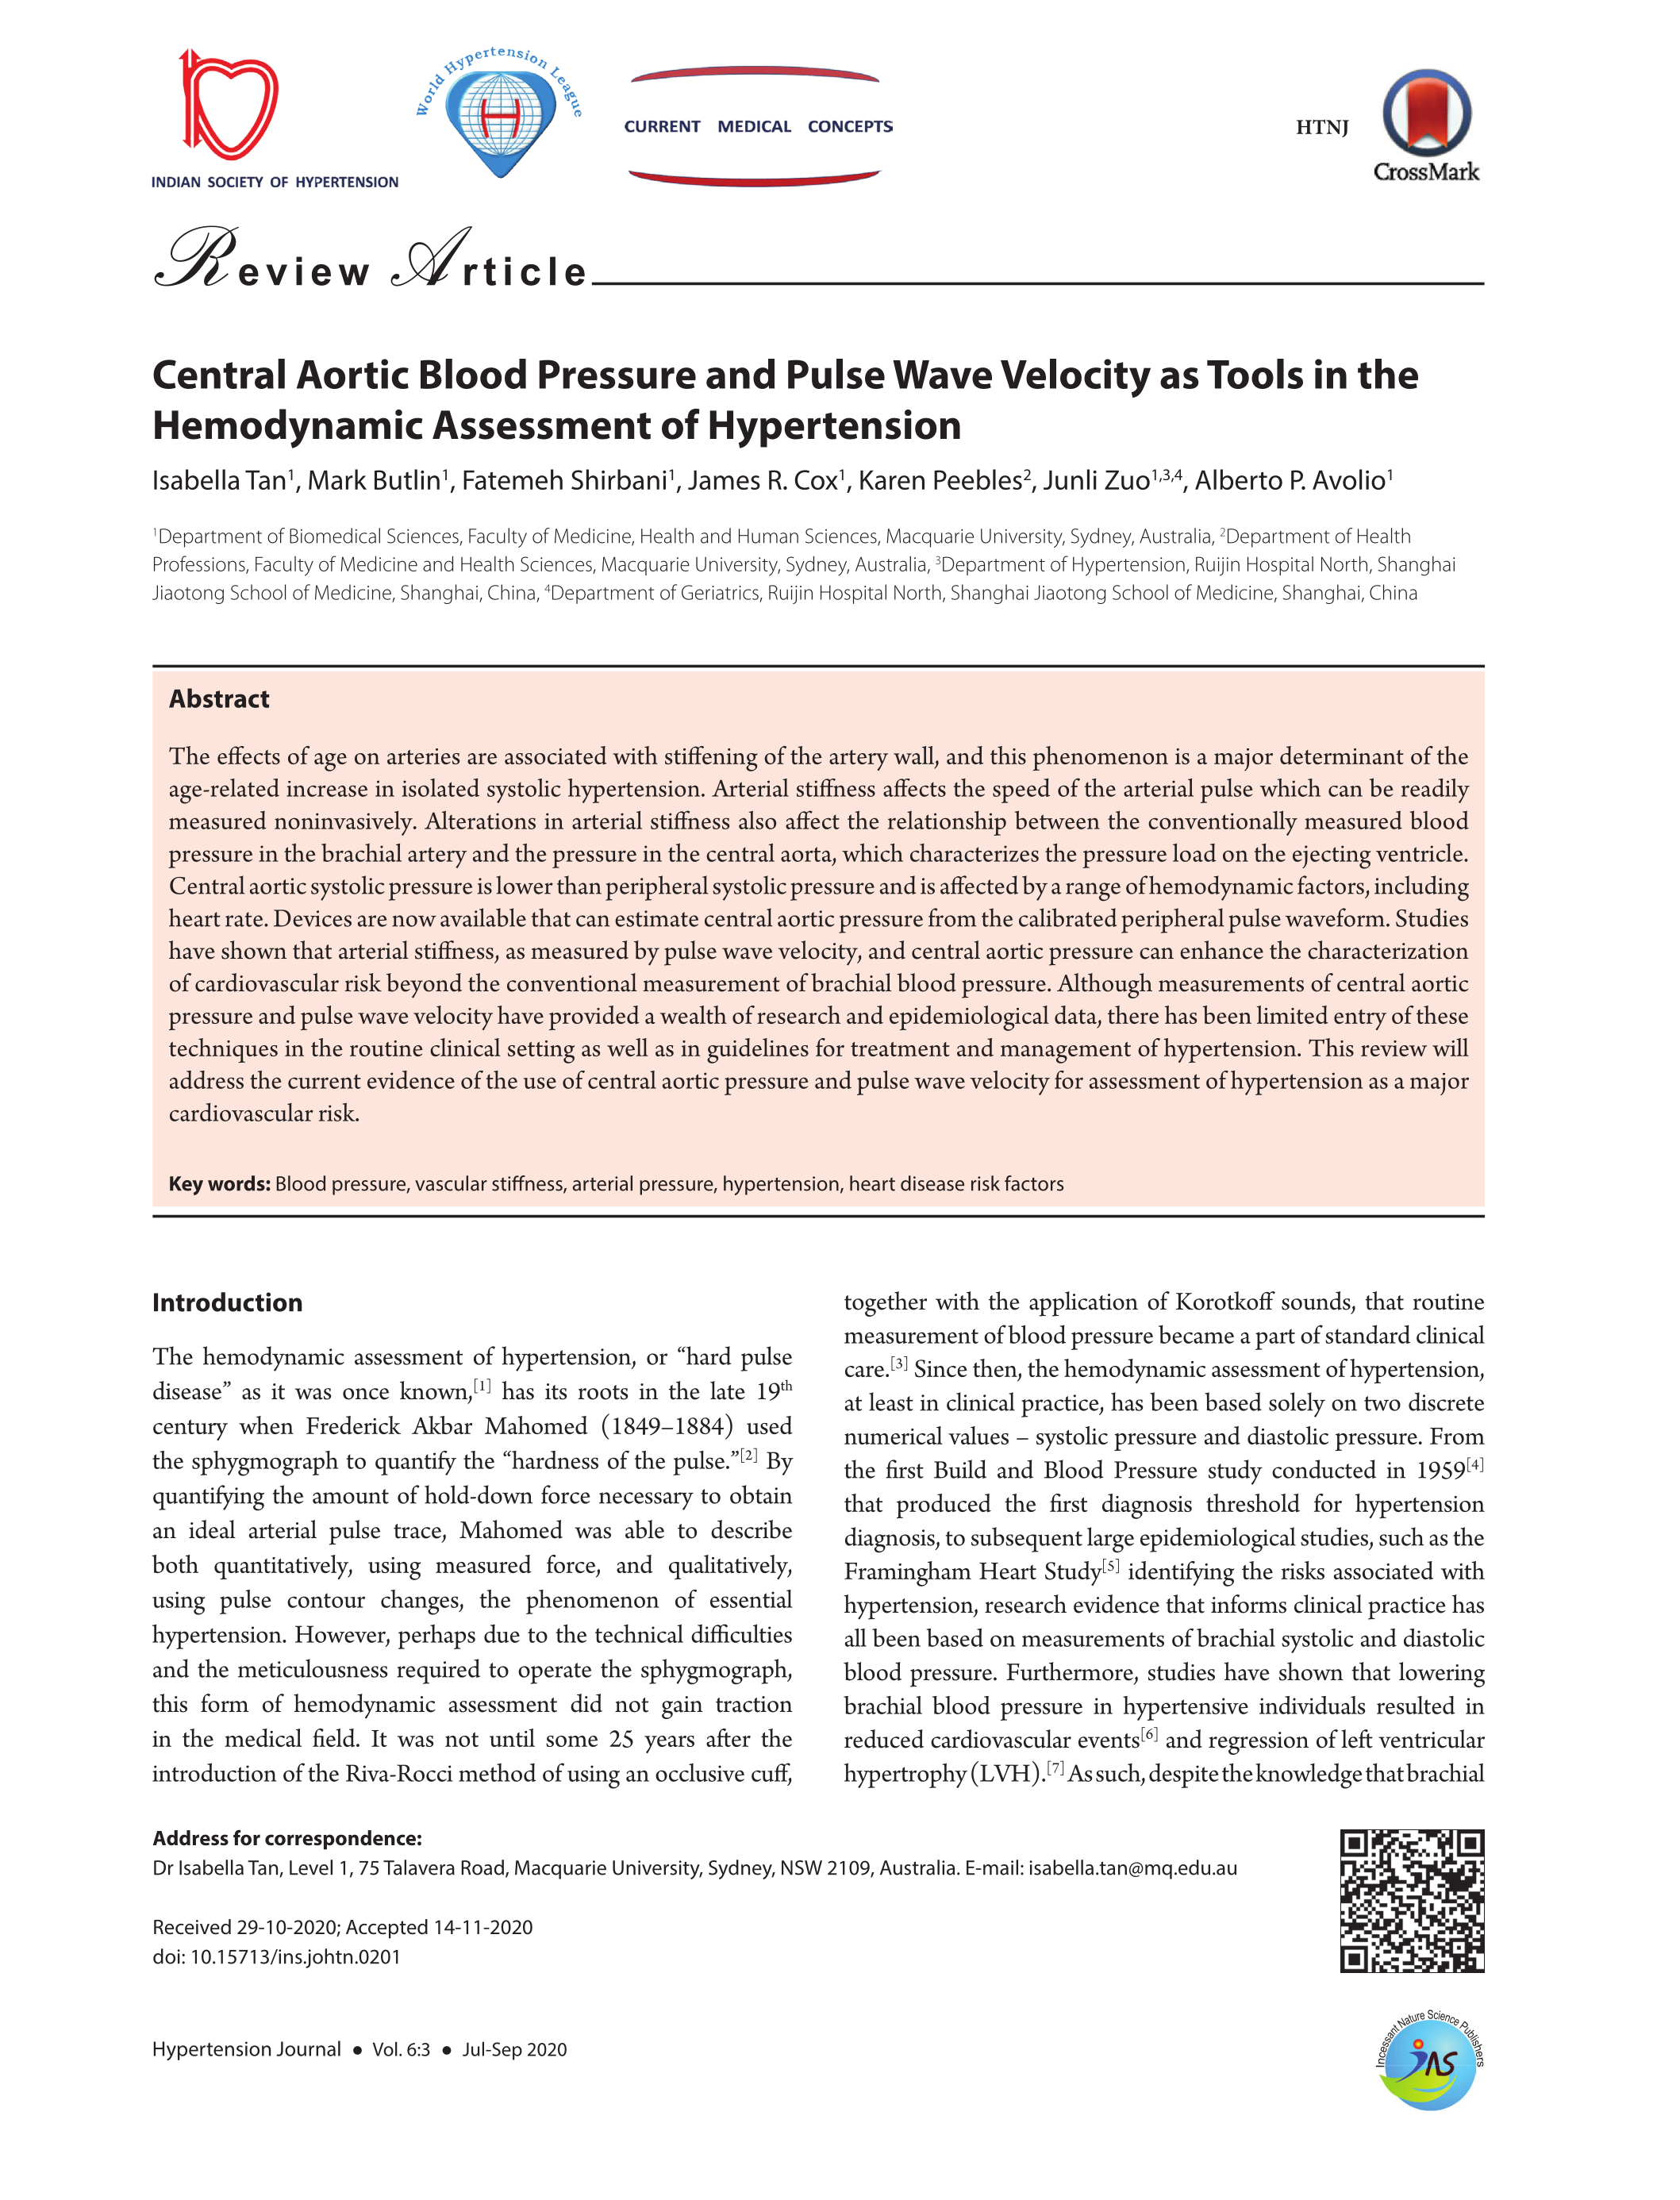 World Hypertension League
H
INDIAN SOCIETY OF HYPERTENSION
CURRENT MEDICAL CONCEPTS
HTNJ
CrossMark
Review Article
Central Aortic Blood Pressure and Pulse Wave Velocity as Tools in the
Hemodynamic Assessment of Hypertension
Isabella Tan1, Mark Butlin1, Fatemeh Shirbani1, James R. Cox1, Karen Peebles2, Junli Zuo1,3,4, Alberto P. Avolio1
1Department of Biomedical Sciences, Faculty of Medicine, Health and Human Sciences, Macquarie University, Sydney, Australia, 2Department of Health
Professions, Faculty of Medicine and Health Sciences, Macquarie University, Sydney, Australia, 3Department of Hypertension, Ruijin Hospital North, Shanghai
Jiaotong School of Medicine, Shanghai, China, 4Department of Geriatrics, Ruijin Hospital North, Shanghai Jiaotong School of Medicine, Shanghai, China
Abstract
The effects of age on arteries are associated with stiffening of the artery wall, and this phenomenon is a major determinant of the
age-related increase in isolated systolic hypertension. Arterial stiffness affects the speed of the arterial pulse which can be readily
measured noninvasively. Alterations in arterial stiffness also affect the relationship between the conventionally measured blood
pressure in the brachial artery and the pressure in the central aorta, which characterizes the pressure load on the ejecting ventricle.
Central aortic systolic pressure is lower than peripheral systolic pressure and is affected by a range of hemodynamic factors, including
heart rate. Devices are now available that can estimate central aortic pressure from the calibrated peripheral pulse waveform. Studies
have shown that arterial stiffness, as measured by pulse wave velocity, and central aortic pressure can enhance the characterization
of cardiovascular risk beyond the conventional measurement of brachial blood pressure. Although measurements of central aortic
pressure and pulse wave velocity have provided a wealth of research and epidemiological data, there has been limited entry of these
techniques in the routine clinical setting as well as in guidelines for treatment and management of hypertension. This review will
address the current evidence of the use of central aortic pressure and pulse wave velocity for assessment of hypertension as a major
cardiovascular risk.
Key words: Blood pressure, vascular stiffness, arterial pressure, hypertension, heart disease risk factors
Introduction
The hemodynamic assessment of hypertension, or “hard pulse
disease” as it was once known,[1] has its roots in the late 19th
century when Frederick Akbar Mahomed (1849–1884) used
the sphygmograph to quantify the “hardness of the pulse.”[2] By
quantifying the amount of hold-down force necessary to obtain
an ideal arterial pulse trace, Mahomed was able to describe
both quantitatively, using measured force, and qualitatively,
using pulse contour changes, the phenomenon of essential
hypertension. However, perhaps due to the technical difficulties
and the meticulousness required to operate the sphygmograph,
this form of hemodynamic assessment did not gain traction
in the medical field. It was not until some 25 years after the
introduction of the Riva-Rocci method of using an occlusive cuff,
together with the application of Korotkoff sounds, that routine
measurement of blood pressure became a part of standard clinical
care.[3] Since then, the hemodynamic assessment of hypertension,
at least in clinical practice, has been based solely on two discrete
numerical values – systolic pressure and diastolic pressure. From
the first Build and Blood Pressure study conducted in 1959[4]
that produced the first diagnosis threshold for hypertension
diagnosis, to subsequent large epidemiological studies, such as the
Framingham Heart Study[5] identifying the risks associated with
hypertension, research evidence that informs clinical practice has
all been based on measurements of brachial systolic and diastolic
blood pressure. Furthermore, studies have shown that lowering
brachial blood pressure in hypertensive individuals resulted in
reduced cardiovascular events[6] and regression of left ventricular
hypertrophy (LVH).[7] As such, despite the knowledge that brachial
Address for correspondence:
Dr Isabella Tan, Level 1, 75 Talavera Road, Macquarie University, Sydney, NSW 2109, Australia. E-mail: isabella.tan@mq.edu.au
Received 29-10-2020; Accepted 14-11-2020
doi: 10.15713/ins.johtn.0201
Hypertension Journal ● Vol. 6:3 ● Jul-Sep 2020
Incessant Nature Science Publishers
iNS